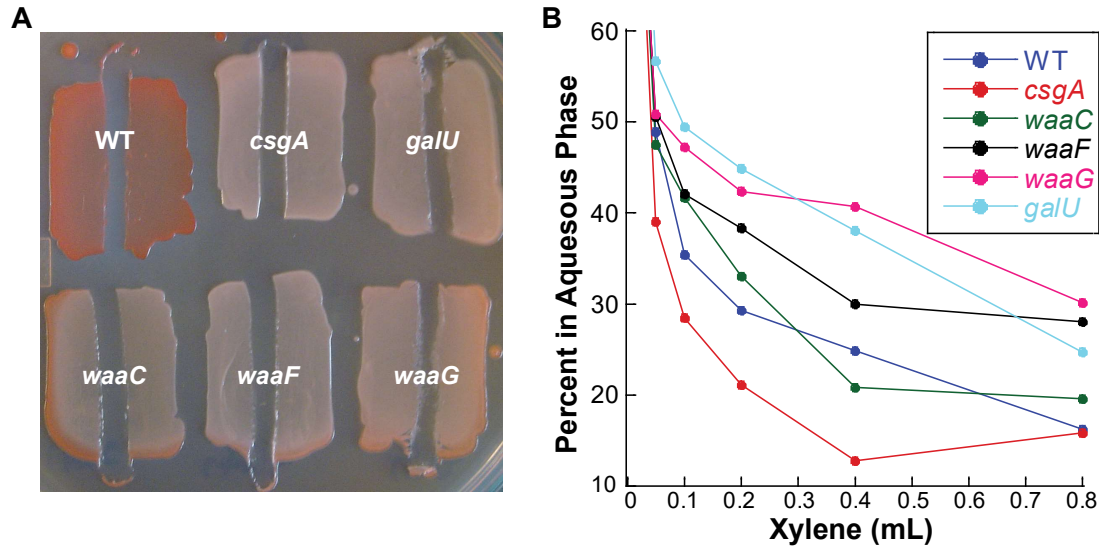 A
WT
csgA
galU
waaC
waaF
waaG
B
60
50
40
30
20
10
0
0.1
0.2
0.3
0.4
0.5
0.6
0.7
0.8
Percent in Aquesous Phase
Xylene (mL)
WT
csgA
waaC
waaF
waaG
galU